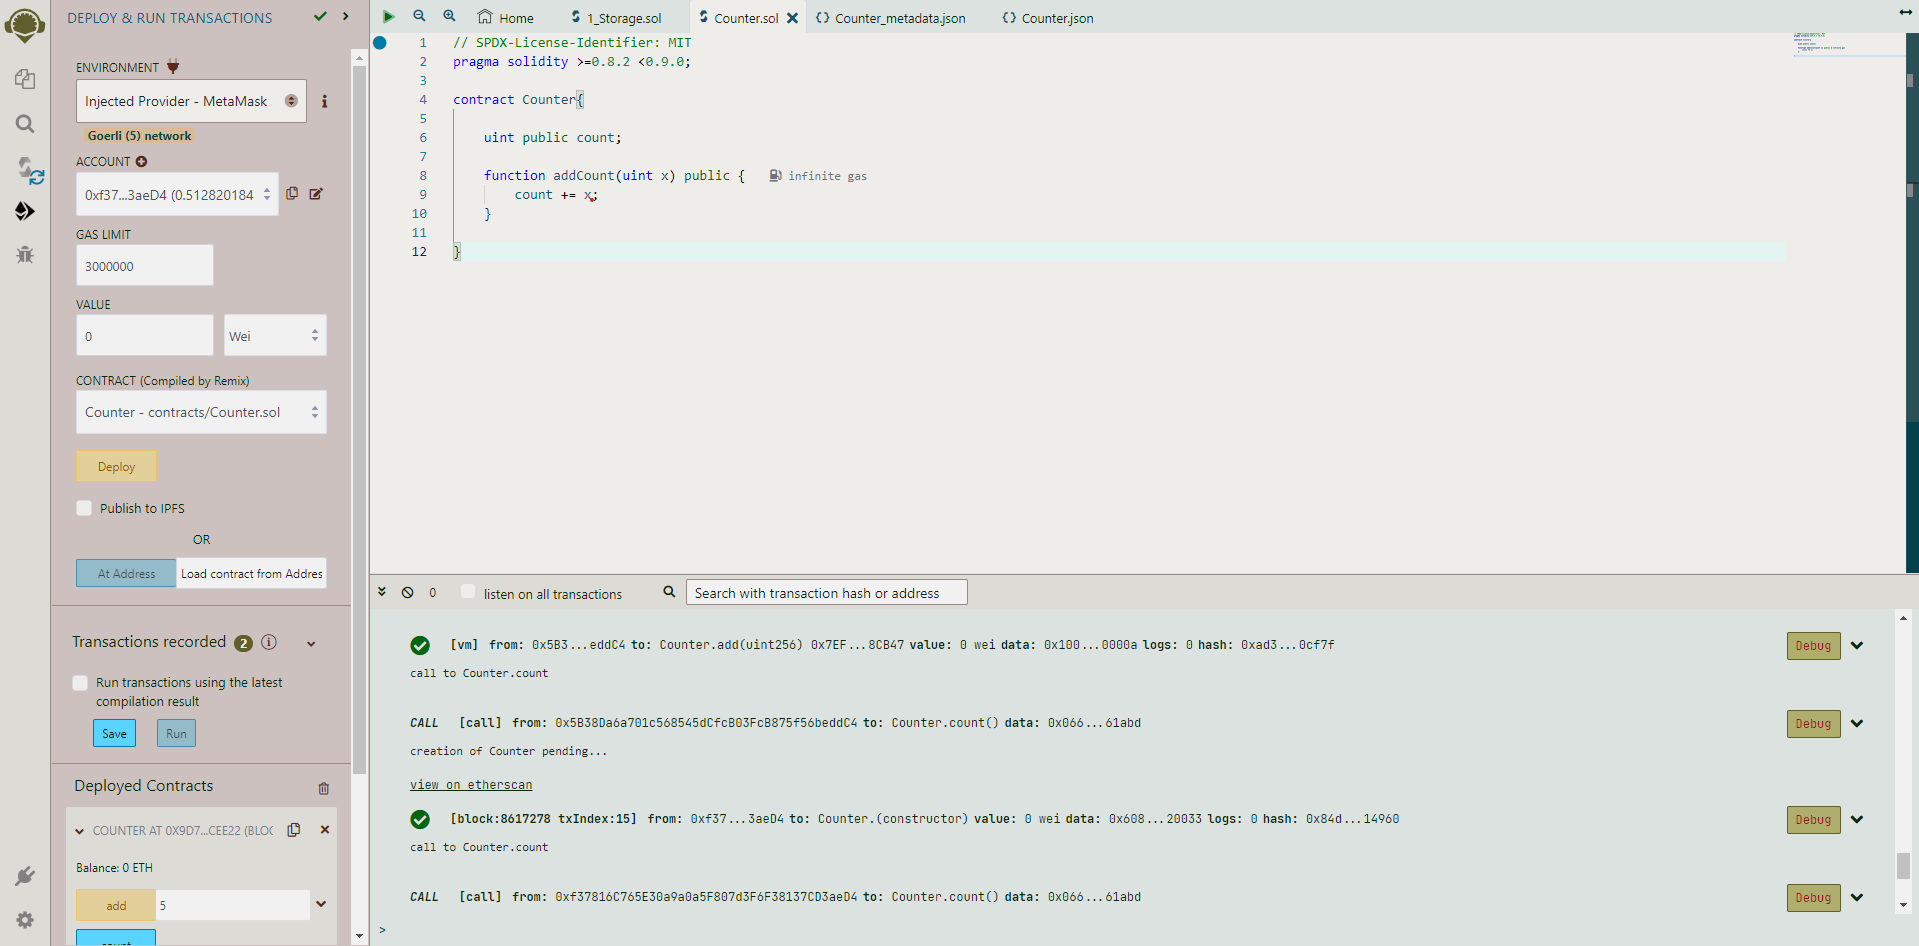 DEPLOY & RUN TRANSACTIONS
ENVIRONMENT
Injected Provider - MetaMask
Goerli (5) network
ACCOUNT
0xf37...3aeD4 (0.512820184
GAS LIMIT
3000000
VALUE
0
Wei
CONTRACT (Compiled by Remix)
Counter - contracts/Counter.sol
Deploy
Publish to IPFS
OR
At Address
Load contract from Addres
Transactions recorded 2
Run transactions using the latest
compilation result
Save
Run
Deployed Contracts
COUNTER AT 0X9D7...CEE22 (BLOC
Balance: 0 ETH
add
5
Home
1_Storage.sol
Counter.sol
Counter_metadata.json
Counter.json
1 // SPDX-License-Identifier: MIT
2 pragma solidity >=0.8.2 <0.9.0;
3
4 contract Counter{
5
6 uint public count;
7
8 function addCount(uint x) public { infinite gas
9 count += x;
10 }
11
12 }
0
listen on all transactions
Search with transaction hash or address
[vm] from: 0x5B3...eddC4 to: Counter.add(uint256) 0x7EF...8CB47 value: 0 wei data: 0x100...0000a logs: 0 hash: 0xad3...0cf7f
Debug
call to Counter.count
CALL [call] from: 0x5B38Da6a701c568545dCfcB03FcB875f56beddC4 to: Counter.count() data: 0x066...61abd
Debug
creation of Counter pending...
view on etherscan
[block:8617278 txIndex:15] from: 0xf37...3aeD4 to: Counter.(constructor) value: 0 wei data: 0x608...20033 logs: 0 hash: 0x84d...14960
Debug
call to Counter.count
CALL [call] from: 0xf37816C765E30a9a0a5F807d3F6F38137CD3aeD4 to: Counter.count() data: 0x066...61abd
Debug
>